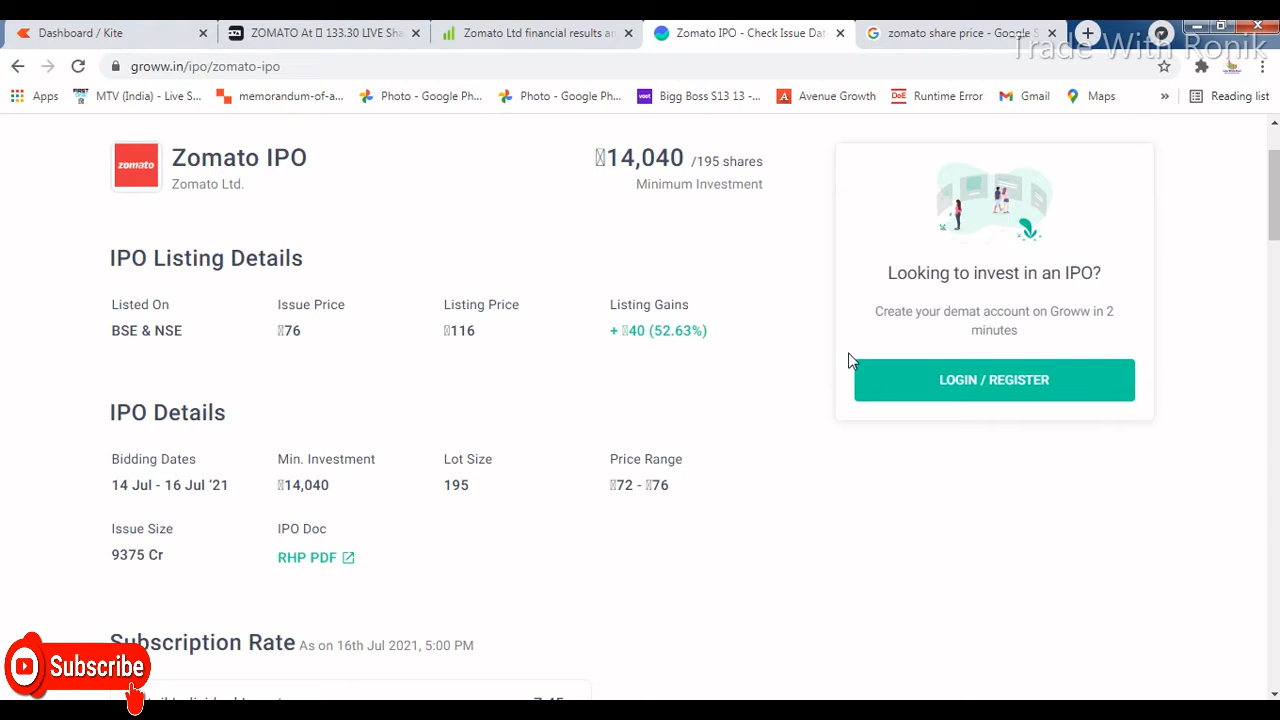 Dashboard / Kite
ZOMATO At ▯ 133.30 LIVE Sha
Zomato Ltd financial results an
Zomato IPO - Check Issue Dat
zomato share price - Google S
Trade With Ronik
groww.in/ipo/zomato-ipo
Apps
MTV (India) - Live S...
memorandum-of-a...
Photo - Google Ph...
Photo - Google Ph...
Bigg Boss S13 13 -...
Avenue Growth
Runtime Error
Gmail
Maps
»
Reading list
zomato
Zomato IPO
Zomato Ltd.
▯14,040 /195 shares
Minimum Investment
IPO Listing Details
Listed On
Issue Price
Listing Price
Listing Gains
BSE & NSE
▯76
▯116
+ ▯40 (52.63%)
IPO Details
Bidding Dates
Min. Investment
Lot Size
Price Range
14 Jul - 16 Jul ‘21
▯14,040
195
▯72 - ▯76
Issue Size
IPO Doc
9375 Cr
RHP PDF
Subscription Rate As on 16th Jul 2021, 5:00 PM
Looking to invest in an IPO?
Create your demat account on Groww in 2
minutes
LOGIN / REGISTER
Subscribe